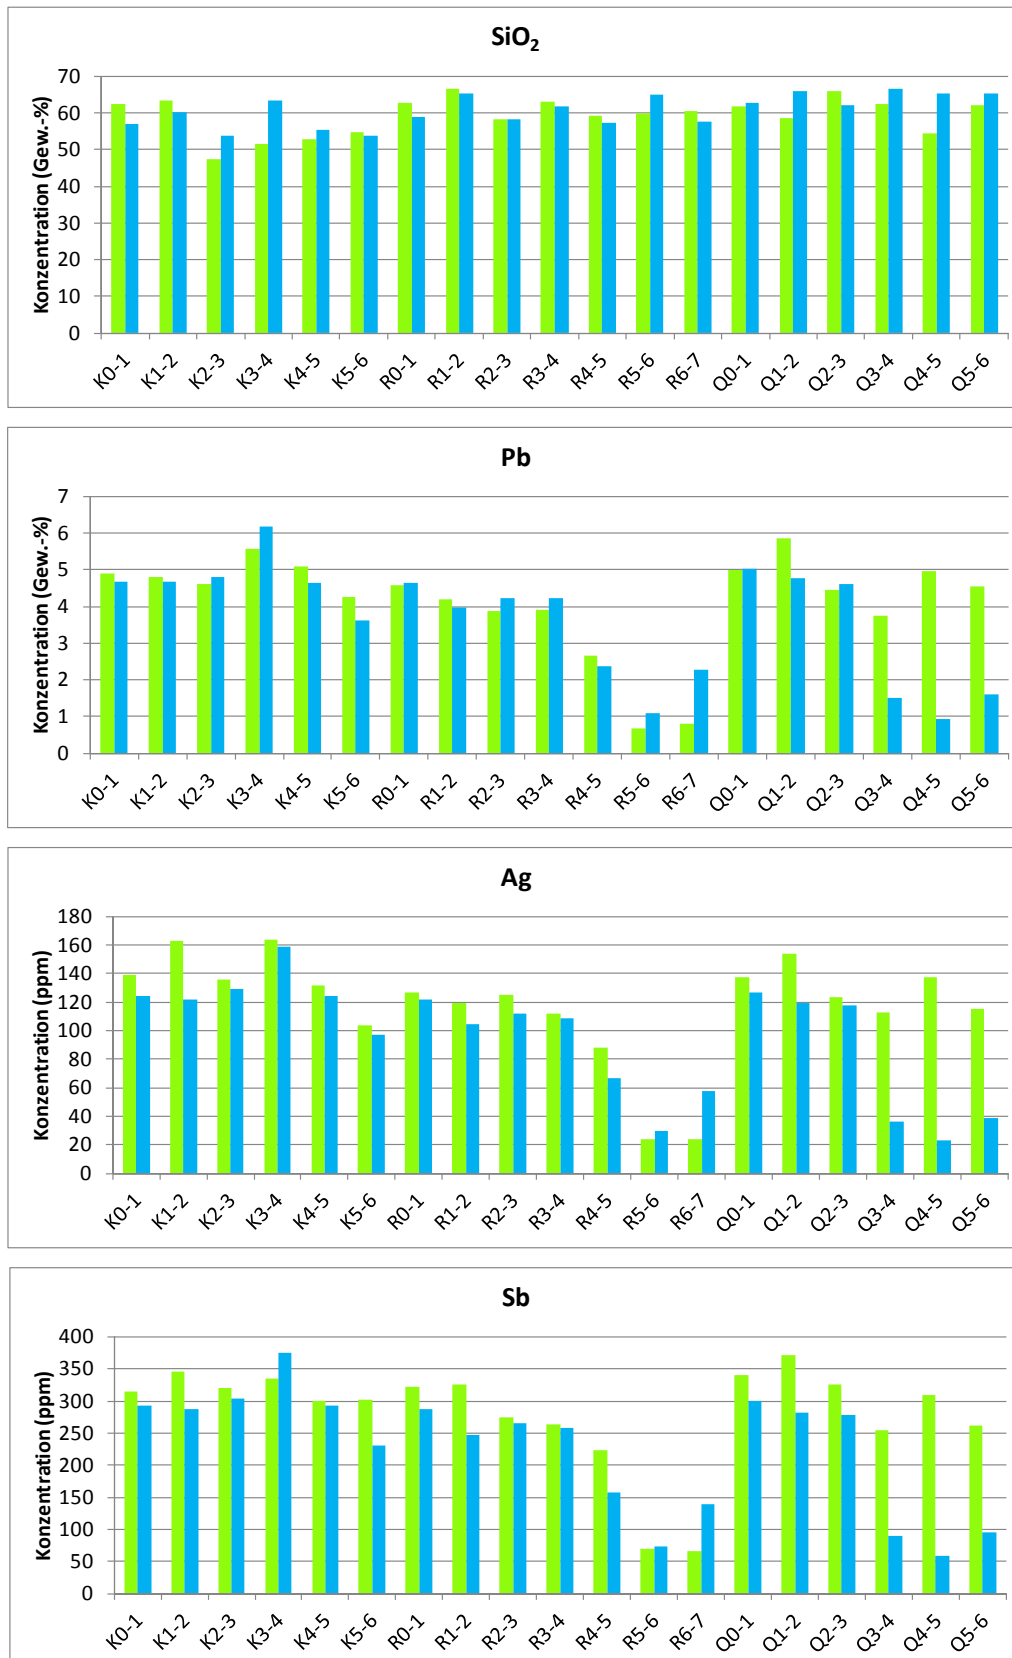 SiO₂
Konzentration (Gew.-%)
70
60
50
40
30
20
10
0
K0-1 K1-2 K2-3 K3-4 K4-5 K5-6 R0-1 R1-2 R2-3 R3-4 R4-5 R5-6 R6-7 Q0-1 Q1-2 Q2-3 Q3-4 Q4-5 Q5-6
Pb
Konzentration (Gew.-%)
7
6
5
4
3
2
1
0
K0-1 K1-2 K2-3 K3-4 K4-5 K5-6 R0-1 R1-2 R2-3 R3-4 R4-5 R5-6 R6-7 Q0-1 Q1-2 Q2-3 Q3-4 Q4-5 Q5-6
Ag
Konzentration (ppm)
180
160
140
120
100
80
60
40
20
0
K0-1 K1-2 K2-3 K3-4 K4-5 K5-6 R0-1 R1-2 R2-3 R3-4 R4-5 R5-6 R6-7 Q0-1 Q1-2 Q2-3 Q3-4 Q4-5 Q5-6
Sb
Konzentration (ppm)
400
350
300
250
200
150
100
50
0
K0-1 K1-2 K2-3 K3-4 K4-5 K5-6 R0-1 R1-2 R2-3 R3-4 R4-5 R5-6 R6-7 Q0-1 Q1-2 Q2-3 Q3-4 Q4-5 Q5-6